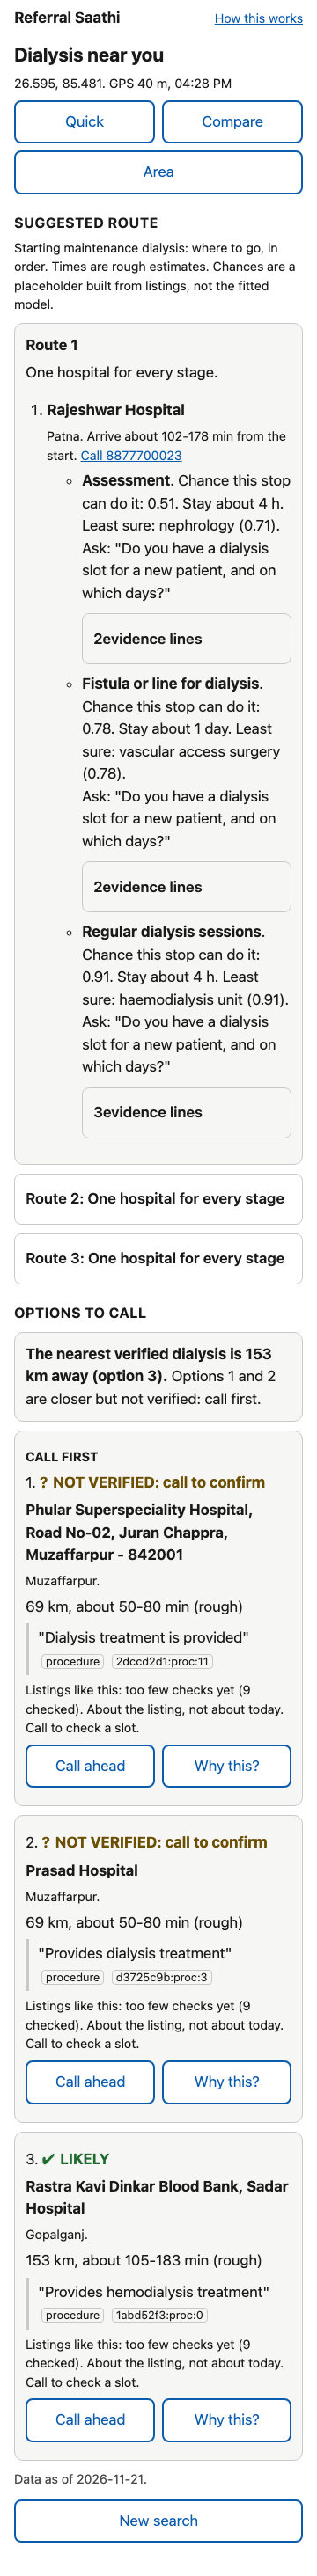 Referral Saathi
How this works
Dialysis near you
26.595, 85.481. GPS 40 m, 04:28 PM
Quick
Compare
Area
SUGGESTED ROUTE
Starting maintenance dialysis: where to go, in
order. Times are rough estimates. Chances are a
placeholder built from listings, not the fitted
model.
Route 1
One hospital for every stage.
1. Rajeshwar Hospital
Patna. Arrive about 102-178 min from the
start. Call 8877700023
Assessment. Chance this stop
can do it: 0.51. Stay about 4 h.
Least sure: nephrology (0.71).
Ask: "Do you have a dialysis
slot for a new patient, and on
which days?"
2evidence lines
Fistula or line for dialysis.
Chance this stop can do it:
0.78. Stay about 1 day. Least
sure: vascular access surgery
(0.78).
Ask: "Do you have a dialysis
slot for a new patient, and on
which days?"
2evidence lines
Regular dialysis sessions.
Chance this stop can do it:
0.91. Stay about 4 h. Least
sure: haemodialysis unit (0.91).
Ask: "Do you have a dialysis
slot for a new patient, and on
which days?"
3evidence lines
Route 2: One hospital for every stage
Route 3: One hospital for every stage
OPTIONS TO CALL
The nearest verified dialysis is 153
km away (option 3). Options 1 and 2
are closer but not verified: call first.
CALL FIRST
1. ? NOT VERIFIED: call to confirm
Phular Superspeciality Hospital,
Road No-02, Juran Chappra,
Muzaffarpur - 842001
Muzaffarpur.
69 km, about 50-80 min (rough)
"Dialysis treatment is provided"
procedure 2dccd2d1:proc:11
Listings like this: too few checks yet (9
checked). About the listing, not about today.
Call to check a slot.
Call ahead
Why this?
2. ? NOT VERIFIED: call to confirm
Prasad Hospital
Muzaffarpur.
69 km, about 50-80 min (rough)
"Provides dialysis treatment"
procedure d3725c9b:proc:3
Listings like this: too few checks yet (9
checked). About the listing, not about today.
Call to check a slot.
Call ahead
Why this?
3. ✔ LIKELY
Rastra Kavi Dinkar Blood Bank, Sadar
Hospital
Gopalganj.
153 km, about 105-183 min (rough)
"Provides hemodialysis treatment"
procedure 1abd52f3:proc:0
Listings like this: too few checks yet (9
checked). About the listing, not about today.
Call to check a slot.
Call ahead
Why this?
Data as of 2026-11-21.
New search